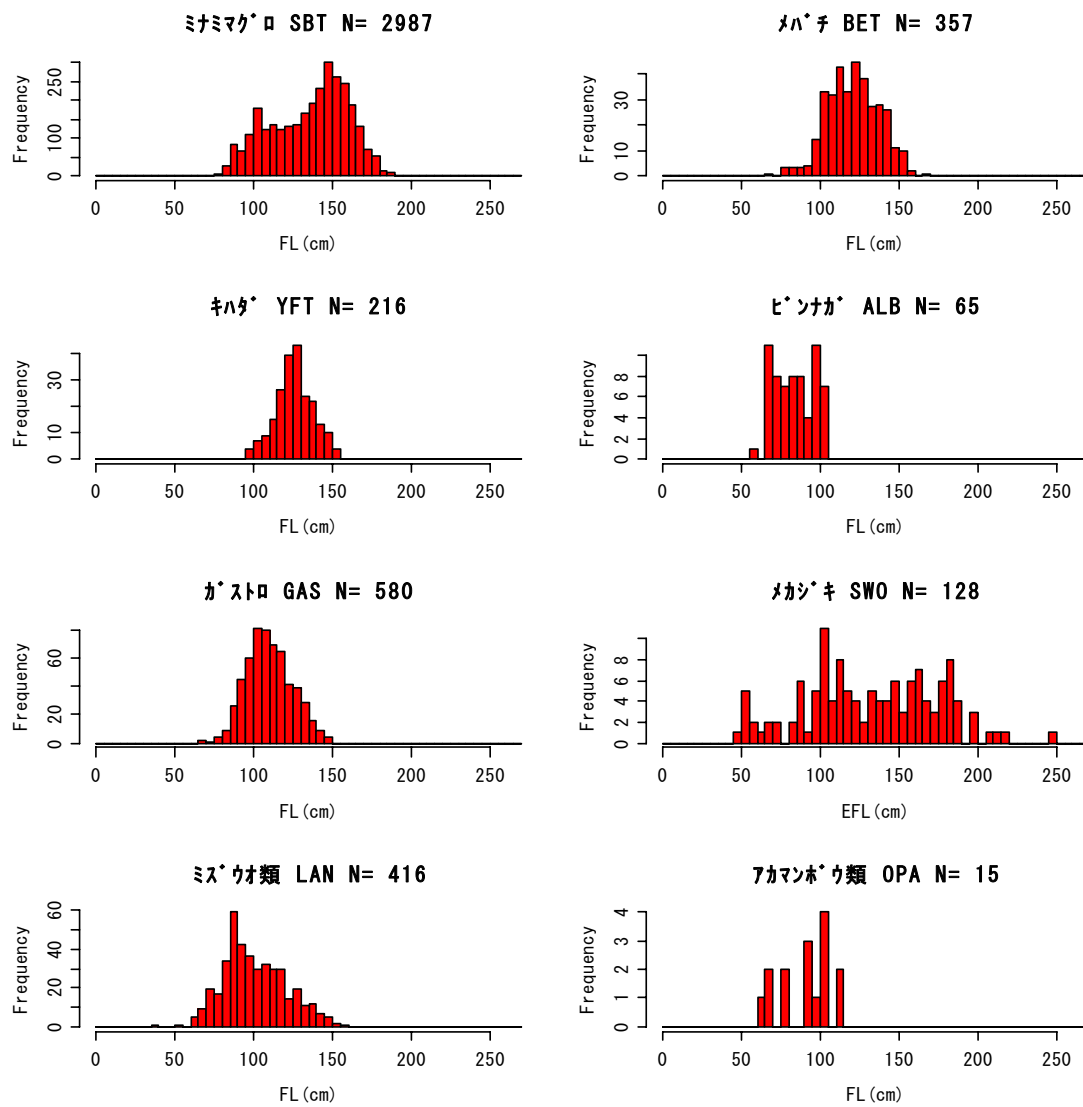 ﾐﾅﾐﾏｸﾞﾛ SBT N= 2987
Frequency
0 100 250
0 50 100 150 200 250
FL(cm)
ﾒﾊﾞﾁ BET N= 357
Frequency
0 10 30
0 50 100 150 200 250
FL(cm)
ｷﾊﾀﾞ YFT N= 216
Frequency
0 10 30
0 50 100 150 200 250
FL(cm)
ﾋﾞﾝﾅｶﾞ ALB N= 65
Frequency
0 2 4 6 8
0 50 100 150 200 250
FL(cm)
ｶﾞｽﾄﾛ GAS N= 580
Frequency
0 20 60
0 50 100 150 200 250
FL(cm)
ﾒｶｼﾞｷ SWO N= 128
Frequency
0 2 4 6 8
0 50 100 150 200 250
EFL(cm)
ﾐｽﾞｳｵ類 LAN N= 416
Frequency
0 20 40 60
0 50 100 150 200 250
FL(cm)
ｱｶﾏﾝﾎﾞｳ類 OPA N= 15
Frequency
0 1 2 3 4
0 50 100 150 200 250
FL(cm)